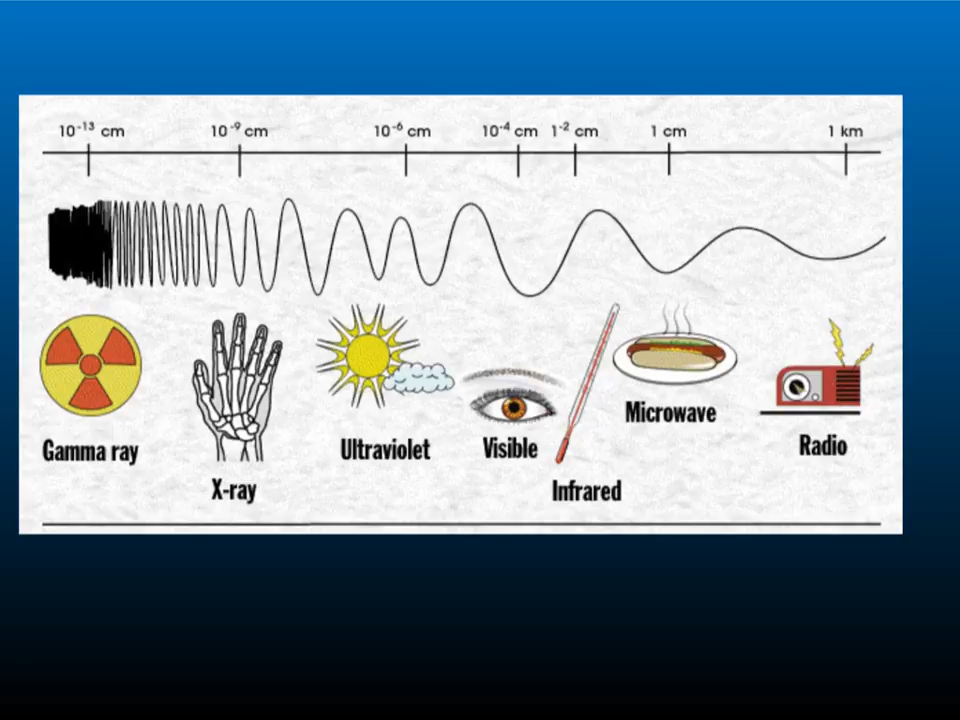 10⁻¹³ cm 10⁻⁹ cm 10⁻⁶ cm 10⁻⁴ cm 1⁻² cm 1 cm 1 km
Gamma ray
X-ray
Ultraviolet
Visible
Infrared
Microwave
Radio